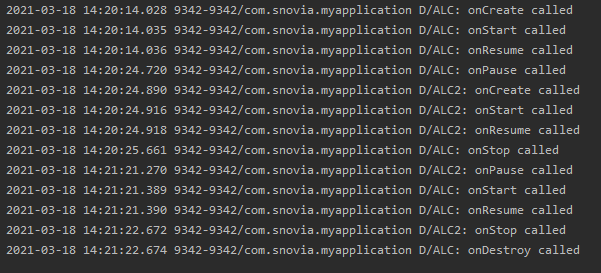 2021-03-18 14:20:14.028 9342-9342/com.snovia.myapplication D/ALC: onCreate called
2021-03-18 14:20:14.035 9342-9342/com.snovia.myapplication D/ALC: onStart called
2021-03-18 14:20:14.036 9342-9342/com.snovia.myapplication D/ALC: onResume called
2021-03-18 14:20:24.720 9342-9342/com.snovia.myapplication D/ALC: onPause called
2021-03-18 14:20:24.890 9342-9342/com.snovia.myapplication D/ALC2: onCreate called
2021-03-18 14:20:24.916 9342-9342/com.snovia.myapplication D/ALC2: onStart called
2021-03-18 14:20:24.918 9342-9342/com.snovia.myapplication D/ALC2: onResume called
2021-03-18 14:20:25.661 9342-9342/com.snovia.myapplication D/ALC: onStop called
2021-03-18 14:21:21.270 9342-9342/com.snovia.myapplication D/ALC2: onPause called
2021-03-18 14:21:21.389 9342-9342/com.snovia.myapplication D/ALC: onStart called
2021-03-18 14:21:21.390 9342-9342/com.snovia.myapplication D/ALC: onResume called
2021-03-18 14:21:22.672 9342-9342/com.snovia.myapplication D/ALC2: onStop called
2021-03-18 14:21:22.674 9342-9342/com.snovia.myapplication D/ALC: onDestroy called